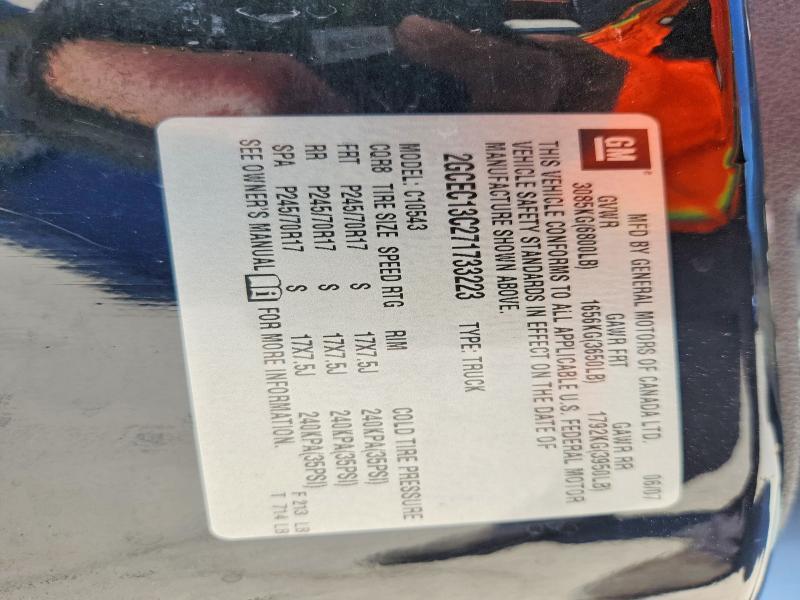 GM
MFD BY GENERAL MOTORS OF CANADA LTD. 06/07
GVWR GAWR FRT GAWR RR
3085KG(6800LB) 1656KG(3650LB) 1792KG(3950LB)
THIS VEHICLE CONFORMS TO ALL APPLICABLE U.S. FEDERAL MOTOR
VEHICLE SAFETY STANDARDS IN EFFECT ON THE DATE OF
MANUFACTURE SHOWN ABOVE.
2GCEC13C271733223 TYPE: TRUCK
MODEL: C10543
CQR8 TIRE SIZE SPEED RTG RIM COLD TIRE PRESSURE
FRT P245/70R17 S 17X7.5J 240KPA(35PSI)
RR P245/70R17 S 17X7.5J 240KPA(35PSI)
SPA P245/70R17 S 17X7.5J 240KPA(35PSI)
SEE OWNER'S MANUAL FOR MORE INFORMATION.
F 213 LB
T 714 LB